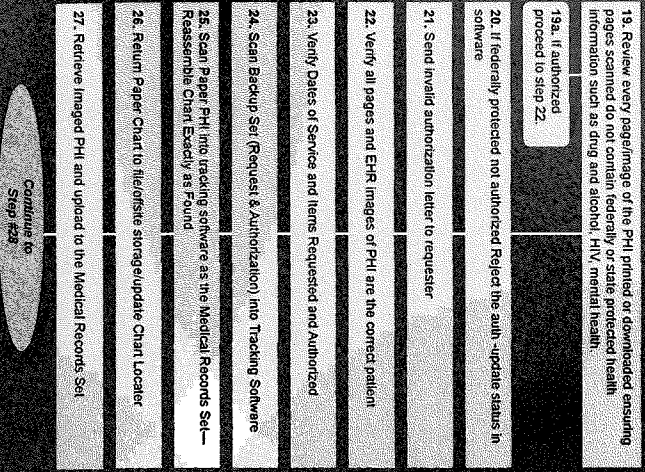 19. Review every page/image of the PHI printed or downloaded ensuring
pages scanned do not contain federally or state protected health
information such as drug and alcohol, HIV, mental health.
19a. If authorized
proceed to step 22.
20. If federally protected not authorized Reject the auth -update status in
software
21. Send invalid authorization letter to requester
22. Verify all pages and EHR images of PHI are the correct patient
23. Verify Dates of Service and Items Requested and Authorized
24. Scan Backup Set (Request & Authorization) into Tracking Software
25. Scan Paper PHI into tracking software as the Medical Records Set—
Reassemble Chart Exactly as Found
26. Return Paper Chart to file/offsite storage/update Chart Locater
27. Retrieve Imaged PHI and upload to the Medical Records Set
Continue to
Step #28